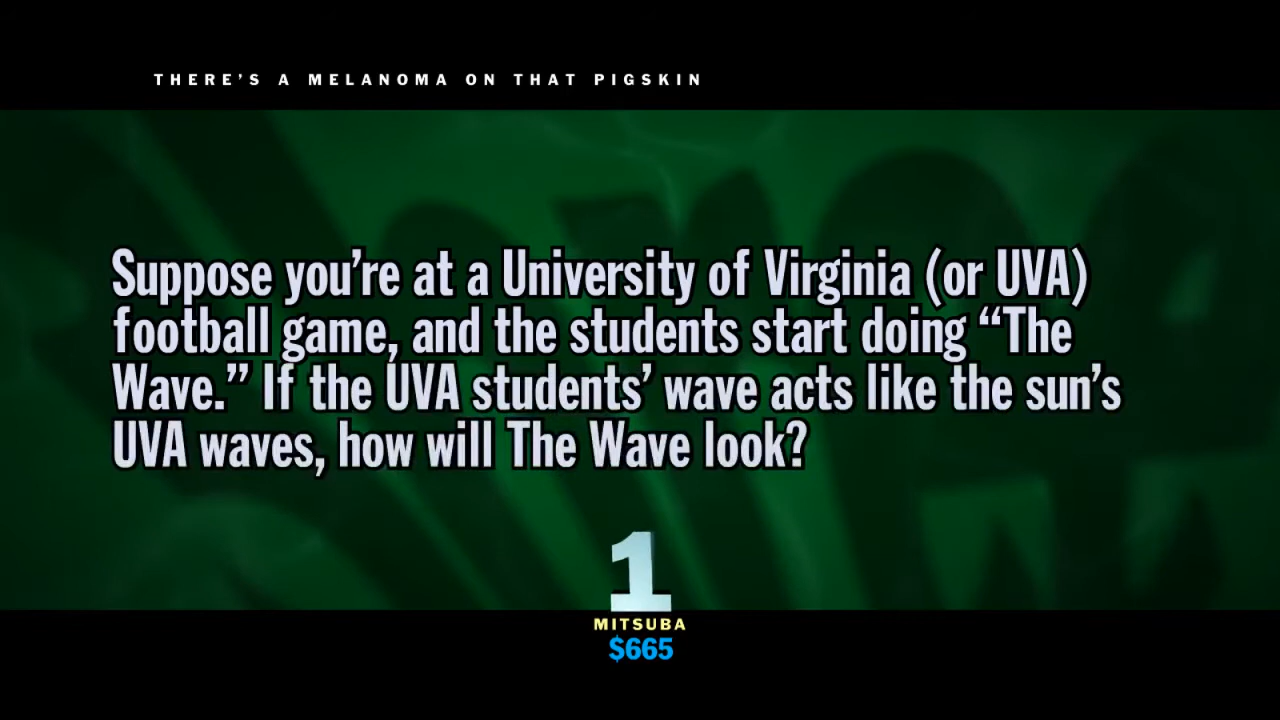 THERE'S A MELANOMA ON THAT PIGSKIN
Suppose you're at a University of Virginia (or UVA)
football game, and the students start doing “The
Wave.” If the UVA students' wave acts like the sun's
UVA waves, how will The Wave look?
1
MITSUBA
$665